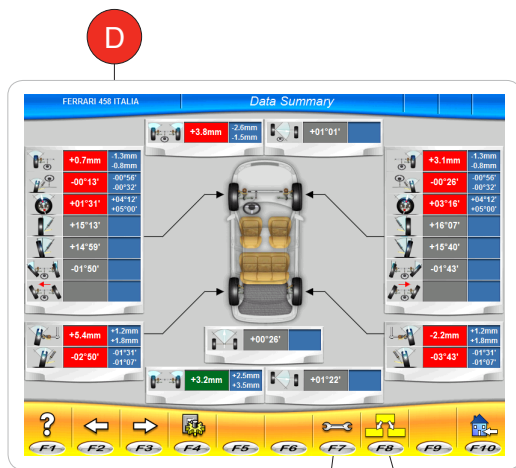 D
FERRARI 458 ITALIA
Data Summary
+3.8mm -2.6mm -1.5mm
+01°01'
+0.7mm -1.3mm -0.8mm
-00°13' -00°56' -00°32'
+01°31' +04°12' +05°00'
+15°13'
+14°59'
-01°50'
+3.1mm -1.3mm -0.8mm
-00°26' -00°56' -00°32'
+03°16' +04°12' +05°00'
+16°07'
+15°40'
-01°43'
+5.4mm +1.2mm +1.8mm
-02°50' -01°31' -01°07'
+00°26'
-2.2mm +1.2mm +1.8mm
-03°43' -01°31' -01°07'
+3.2mm +2.5mm +3.5mm
+01°22'
?
F1 F2 F3 F4 F5 F6 F7 F8 F9 F10